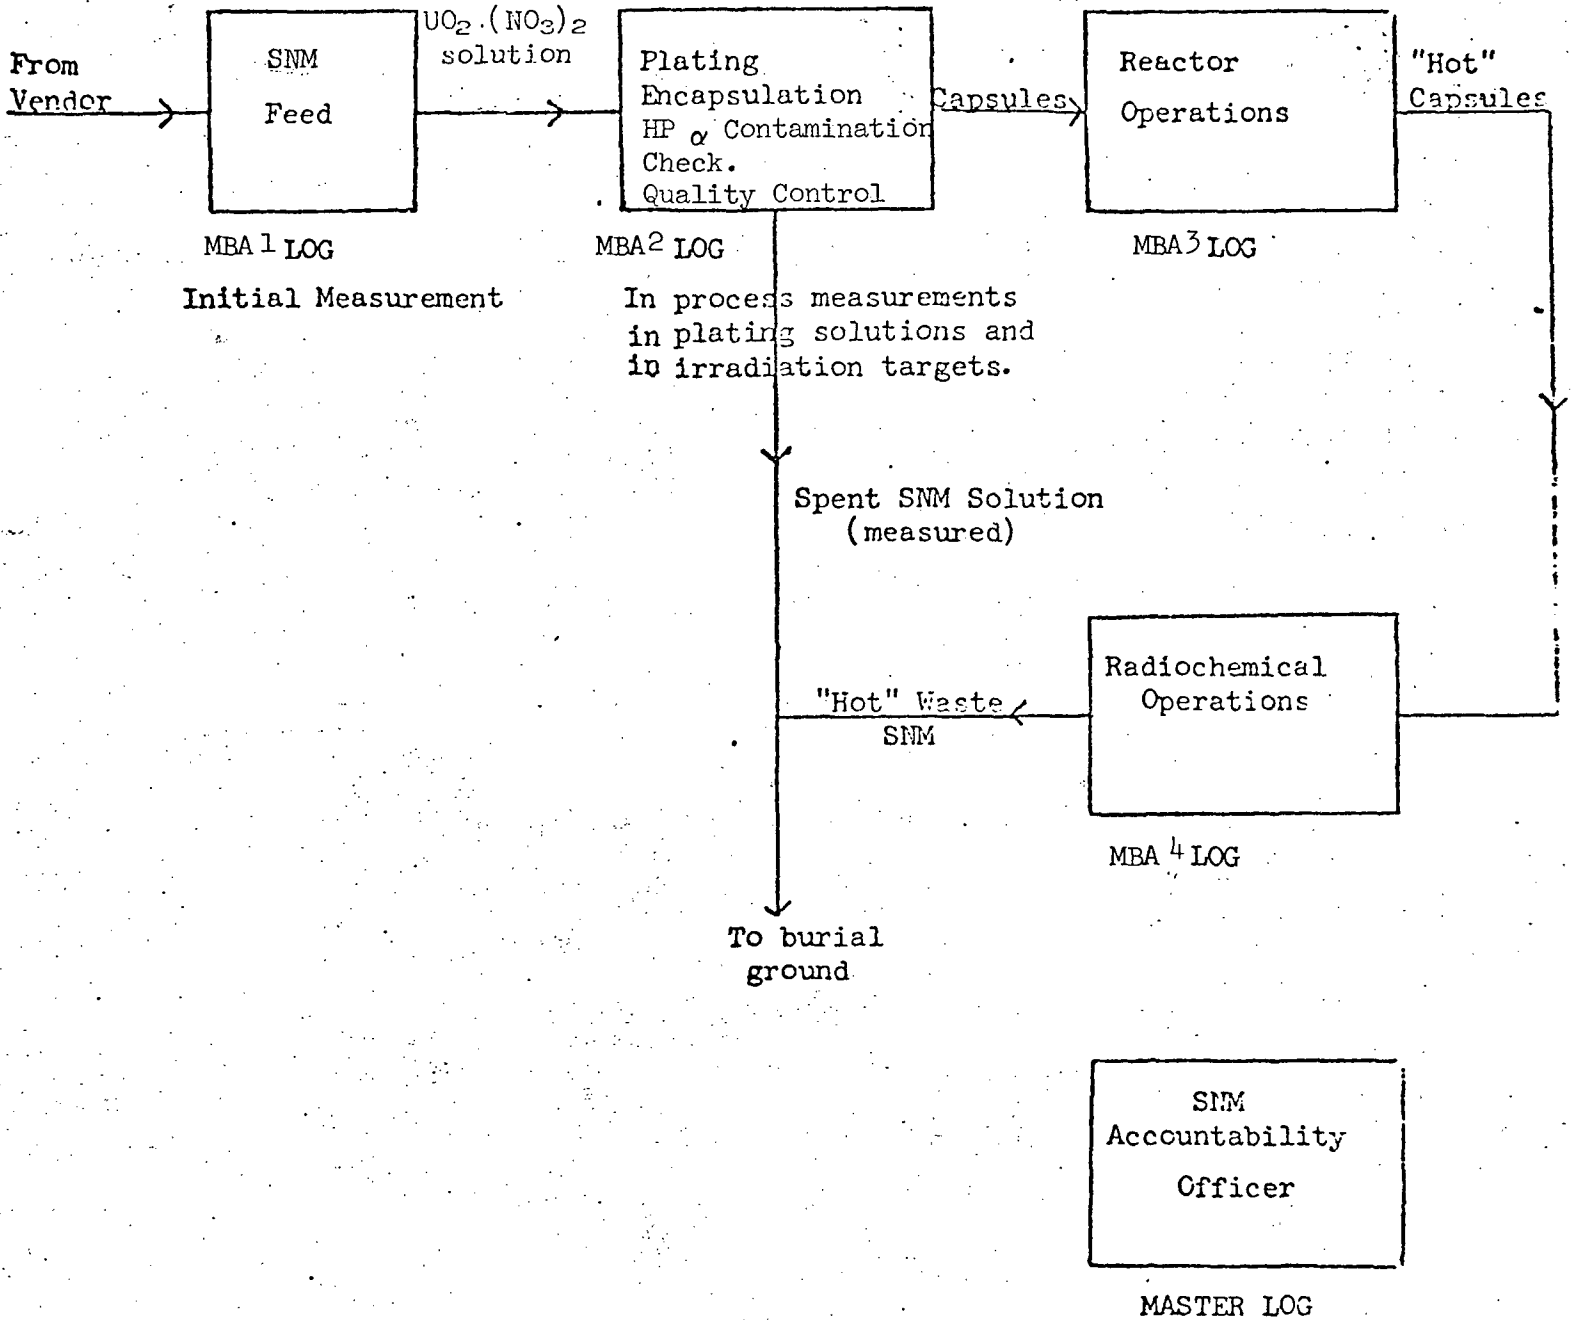 From
Vendor
SNM
Feed
UO₂.(NO₃)₂
solution
Plating
Encapsulation
HP α Contamination
Check.
Quality Control
Capsules
Reactor
Operations
"Hot"
Capsules
MBA 1 LOG
MBA 2 LOG
MBA 3 LOG
Initial Measurement
In process measurements
in plating solutions and
in irradiation targets.
Spent SNM Solution
(measured)
Radiochemical
Operations
"Hot" Waste
SNM
MBA 4 LOG
To burial
ground
SNM
Accountability
Officer
MASTER LOG